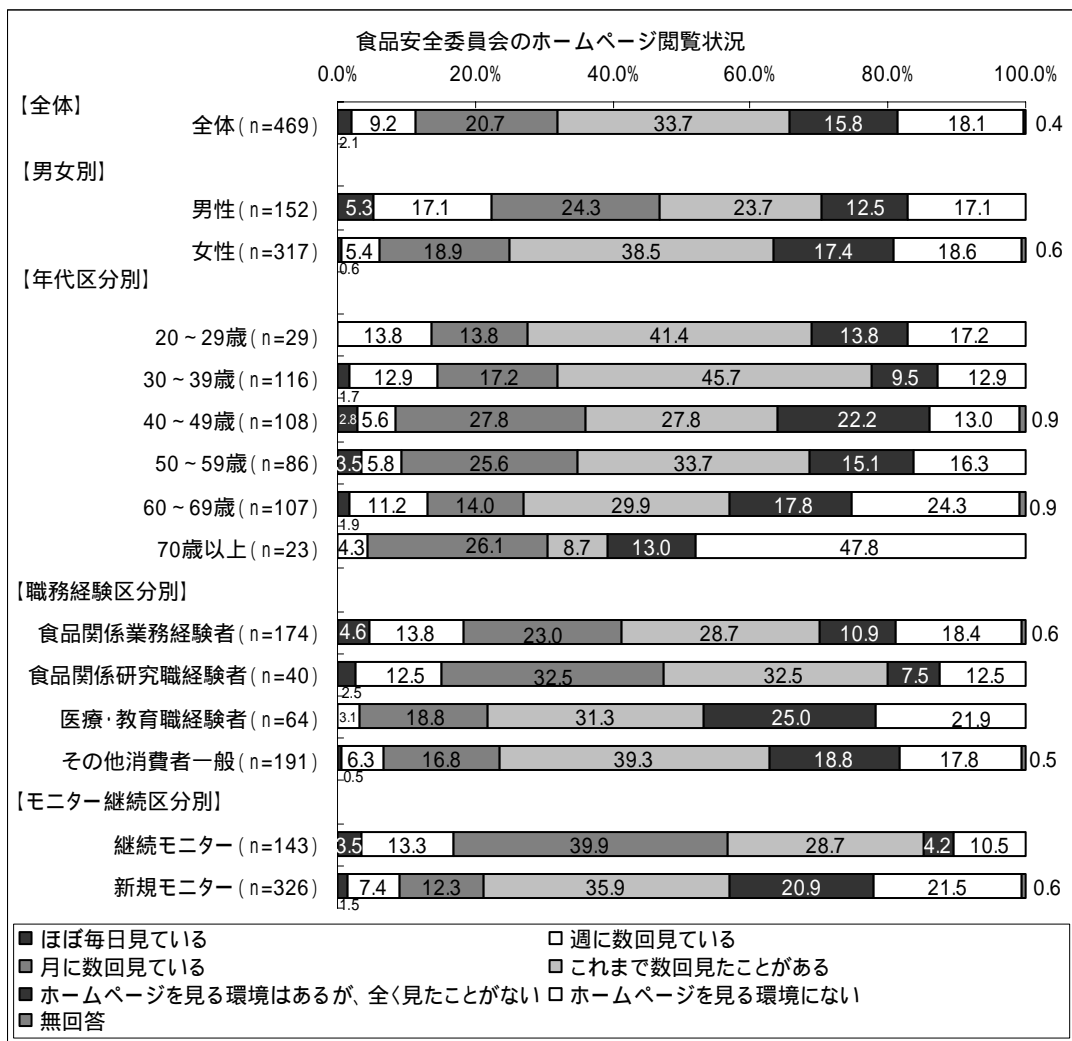 食品安全委員会のホームページ閲覧状況
0.0% 20.0% 40.0% 60.0% 80.0% 100.0%
【全体】
全体(n=469) 2.1 9.2 20.7 33.7 15.8 18.1 0.4
【男女別】
男性(n=152) 5.3 17.1 24.3 23.7 12.5 17.1
女性(n=317) 0.6 5.4 18.9 38.5 17.4 18.6 0.6
【年代区分別】
20~29歳(n=29) 13.8 13.8 41.4 13.8 17.2
30~39歳(n=116) 1.7 12.9 17.2 45.7 9.5 12.9
40~49歳(n=108) 2.8 5.6 27.8 27.8 22.2 13.0 0.9
50~59歳(n=86) 3.5 5.8 25.6 33.7 15.1 16.3
60~69歳(n=107) 1.9 11.2 14.0 29.9 17.8 24.3 0.9
70歳以上(n=23) 4.3 26.1 8.7 13.0 47.8
【職務経験区分別】
食品関係業務経験者(n=174) 4.6 13.8 23.0 28.7 10.9 18.4 0.6
食品関係研究職経験者(n=40) 2.5 12.5 32.5 32.5 7.5 12.5
医療・教育職経験者(n=64) 3.1 18.8 31.3 25.0 21.9
その他消費者一般(n=191) 0.5 6.3 16.8 39.3 18.8 17.8 0.5
【モニター継続区分別】
継続モニター(n=143) 3.5 13.3 39.9 28.7 4.2 10.5
新規モニター(n=326) 1.5 7.4 12.3 35.9 20.9 21.5 0.6
ほぼ毎日見ている 週に数回見ている
月に数回見ている これまで数回見たことがある
ホームページを見る環境はあるが、全く見たことがない ホームページを見る環境にない
無回答